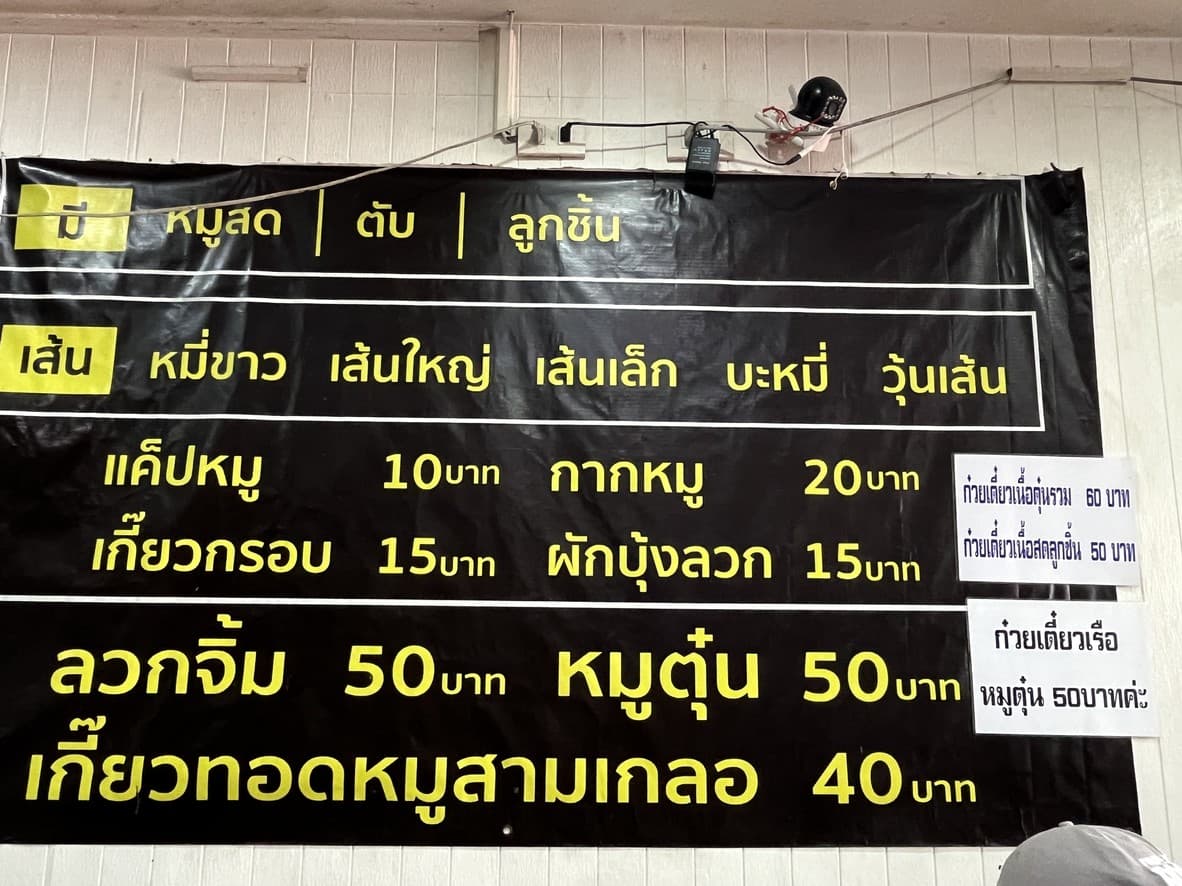 มี หมูสด | ตับ | ลูกชิ้น
เส้น หมี่ขาว เส้นใหญ่ เส้นเล็ก บะหมี่ วุ้นเส้น
แค็ปหมู 10บาท กากหมู 20บาท
เกี๊ยวกรอบ 15บาท ผักบุ้งลวก 15บาท
ลวกจิ้ม 50บาท หมูตุ๋น 50บาท
เกี๊ยวทอดหมูสามเกลอ 40บาท
ก๋วยเตี๋ยวเนื้อตุ๋นรวม 60 บาท
ก๋วยเตี๋ยวเนื้อสดลูกชิ้น 50 บาท
ก๋วยเตี๋ยวเรือ
หมูตุ๋น 50บาทค่ะ